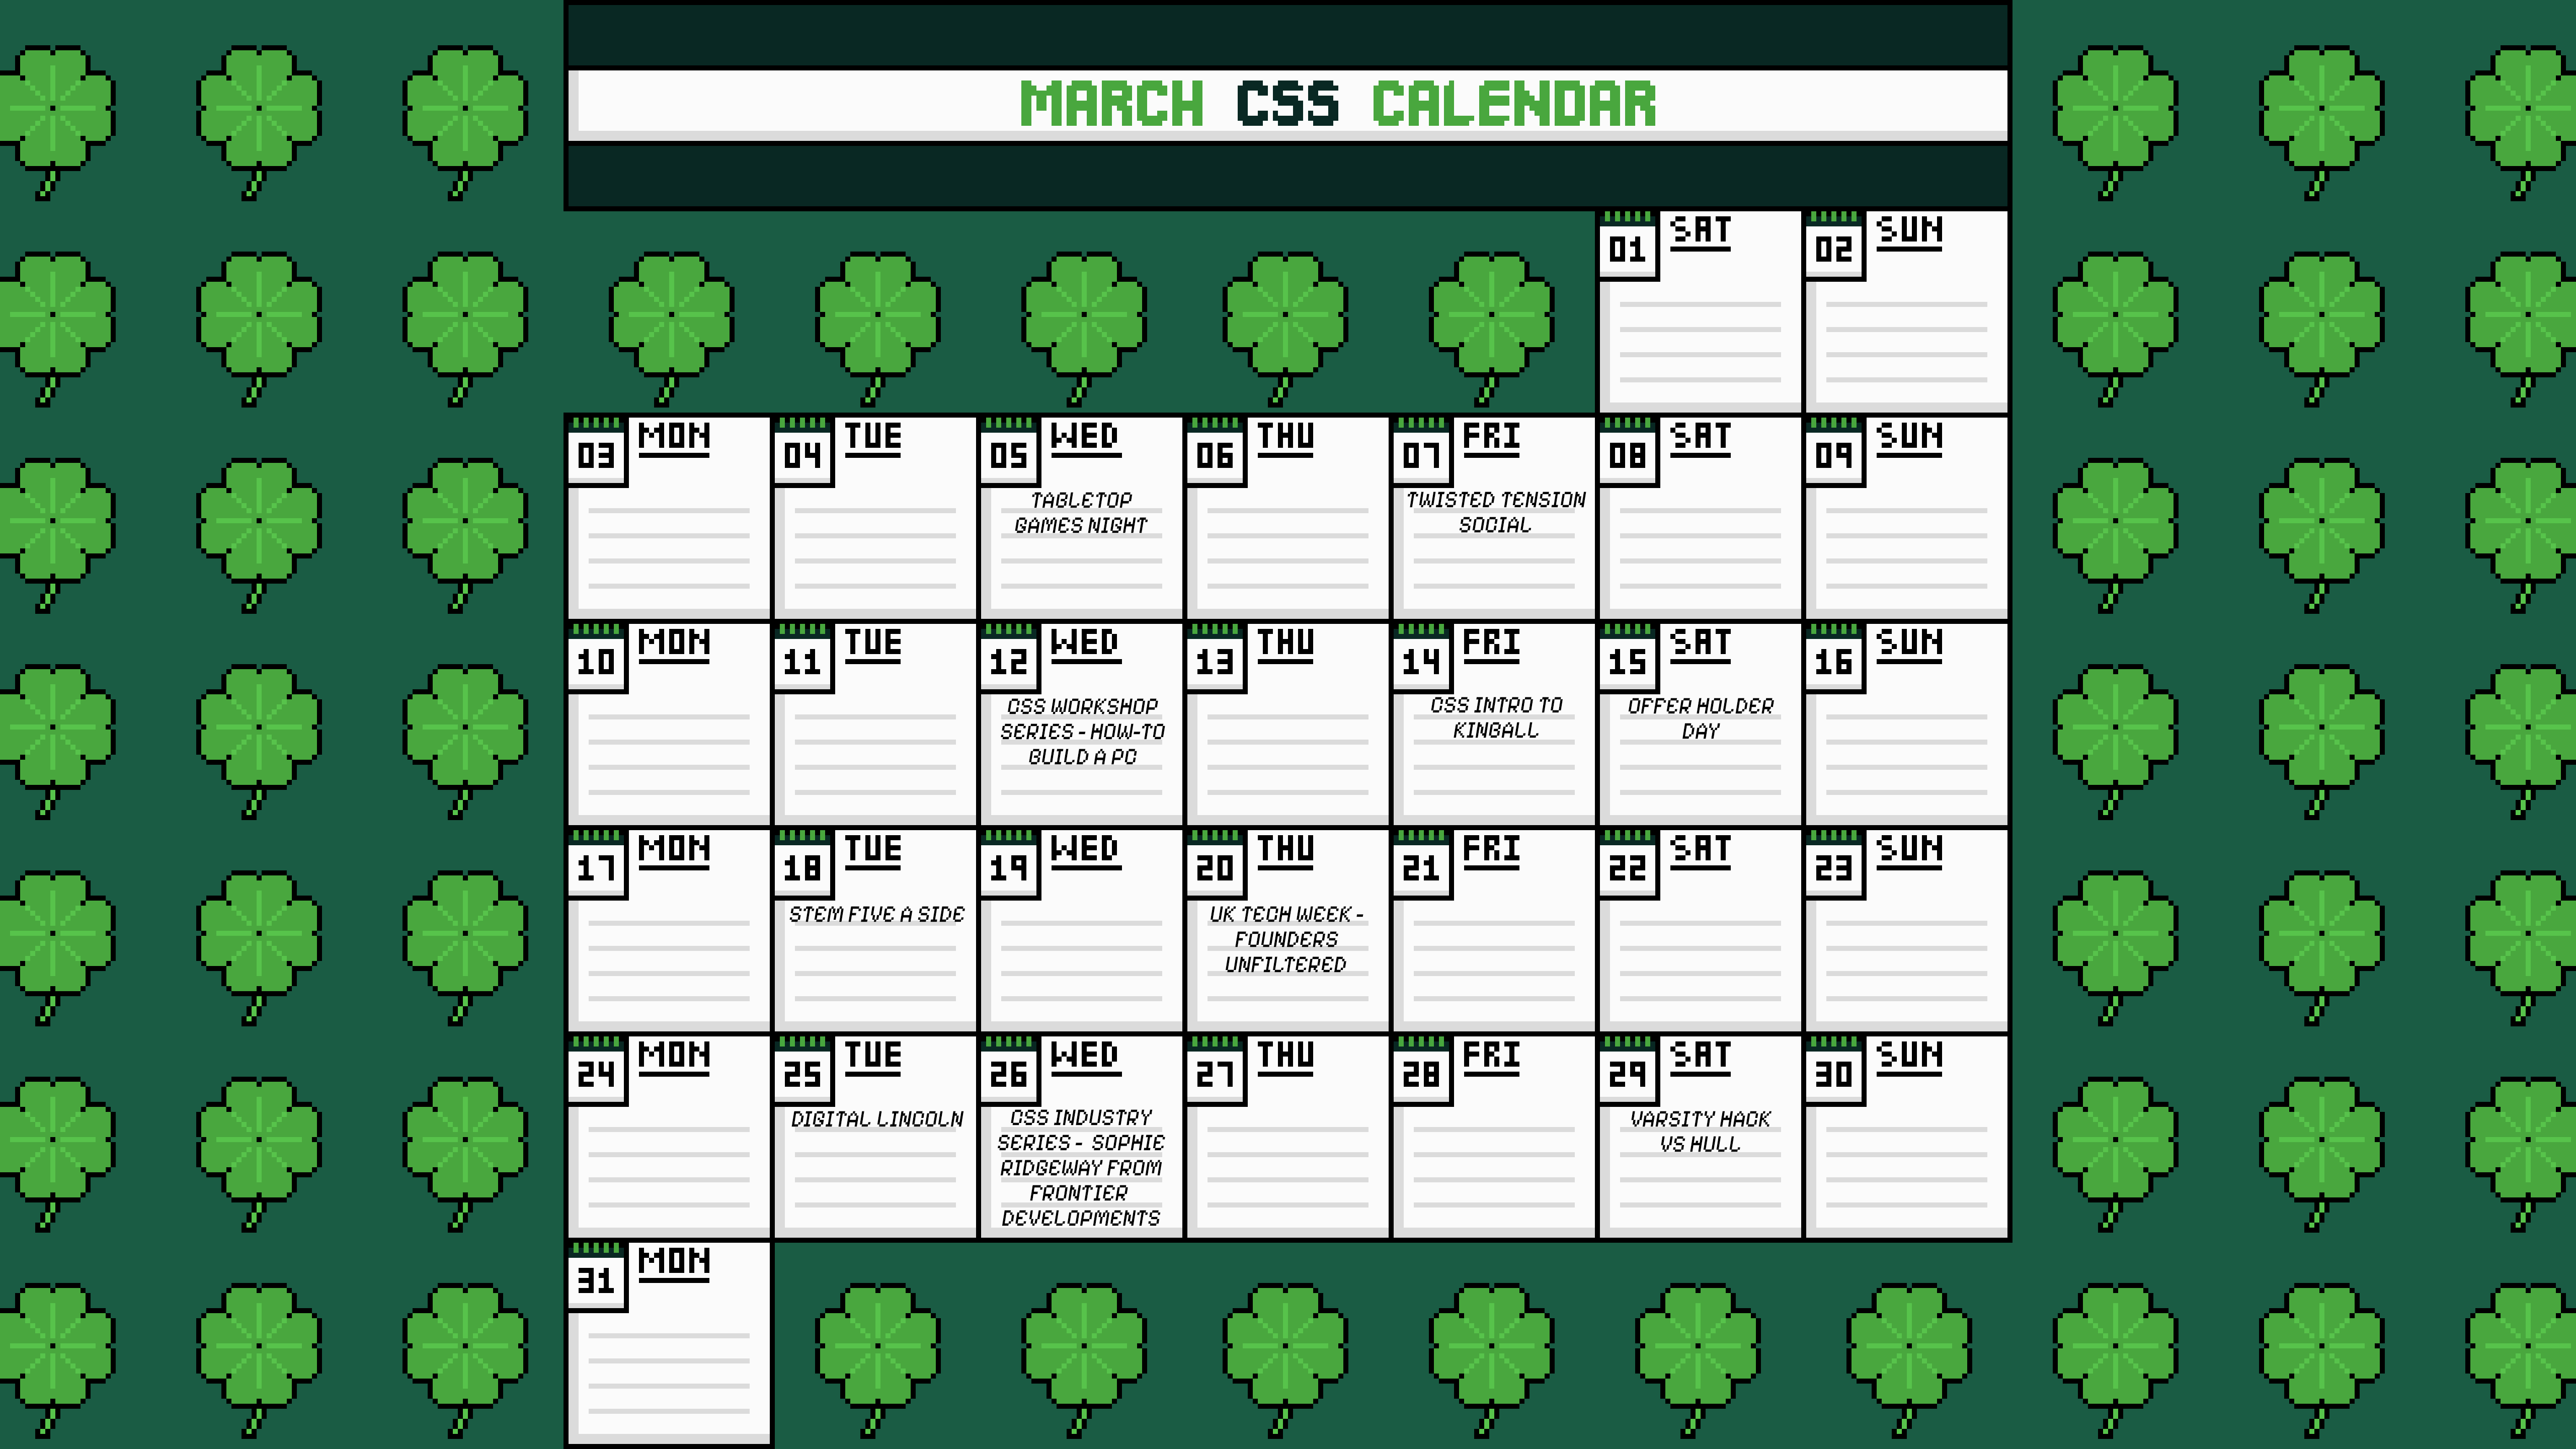 MARCH CSS CALENDAR
01 SAT
02 SUN
03 MON
04 TUE
05 WED
TABLETOP
GAMES NIGHT
06 THU
07 FRI
TWISTED TENSION
SOCIAL
08 SAT
09 SUN
10 MON
11 TUE
12 WED
CSS WORKSHOP
SERIES - HOW-TO
BUILD A PC
13 THU
14 FRI
CSS INTRO TO
KINBALL
15 SAT
OFFER HOLDER
DAY
16 SUN
17 MON
18 TUE
STEM FIVE A SIDE
19 WED
20 THU
UK TECH WEEK -
FOUNDERS
UNFILTERED
21 FRI
22 SAT
23 SUN
24 MON
25 TUE
DIGITAL LINCOLN
26 WED
CSS INDUSTRY
SERIES - SOPHIE
RIDGEWAY FROM
FRONTIER
DEVELOPMENTS
27 THU
28 FRI
29 SAT
VARSITY HACK
VS HULL
30 SUN
31 MON